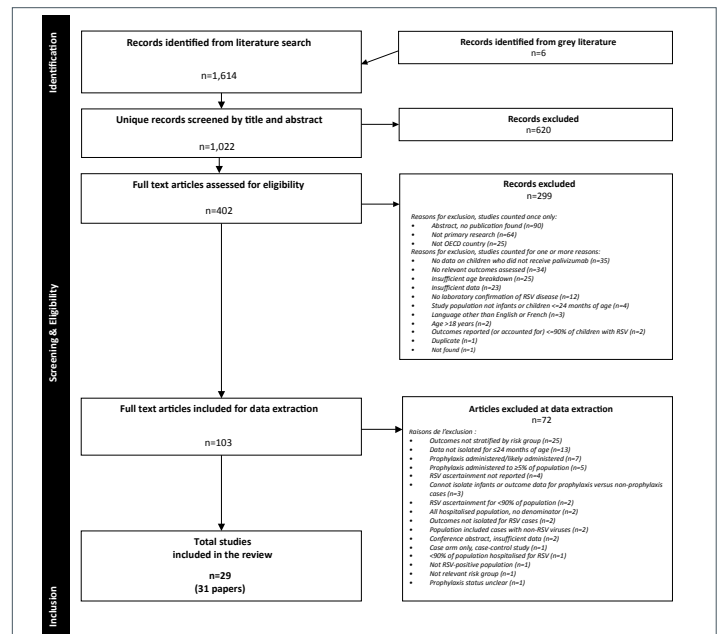 Identification
Records identified from literature search
n=1,614
Records identified from grey literature
n=6
Screening & Eligibility
Unique records screened by title and abstract
n=1,022
Records excluded
n=620
Full text articles assessed for eligibility
n=402
Records excluded
n=299
Reasons for exclusion, studies counted once only:
• Abstract, no publication found (n=90)
• Not primary research (n=64)
• Not OECD country (n=25)
Reasons for exclusion, studies counted for one or more reasons:
• No data on children who did not receive palivizumab (n=35)
• No relevant outcomes assessed (n=34)
• Insufficient age breakdown (n=25)
• Insufficient data (n=23)
• No laboratory confirmation of RSV disease (n=12)
• Study population not infants or children <=24 months of age (n=4)
• Language other than English or French (n=3)
• Age >18 years (n=2)
• Outcomes reported (or accounted for) <=90% of children with RSV (n=2)
• Duplicate (n=1)
• Not found (n=1)
Full text articles included for data extraction
n=103
Articles excluded at data extraction
n=72
Raisons de l'exclusion :
• Outcomes not stratified by risk group (n=25)
• Data not isolated for ≤24 months of age (n=13)
• Prophylaxis administered/likely administered (n=7)
• Prophylaxis administered to ≥5% of population (n=5)
• RSV ascertainment not reported (n=4)
• Cannot isolate infants or outcome data for prophylaxis versus non-prophylaxis
cases (n=3)
• RSV ascertainment for <90% of population (n=2)
• All hospitalised population, no denominator (n=2)
• Outcomes not isolated for RSV cases (n=2)
• Population included cases with non-RSV viruses (n=2)
• Conference abstract, insufficient data (n=2)
• Case arm only, case-control study (n=1)
• <90% of population hospitalised for RSV (n=1)
• Not RSV-positive population (n=1)
• Not relevant risk group (n=1)
• Prophylaxis status unclear (n=1)
Inclusion
Total studies
included in the review
n=29
(31 papers)